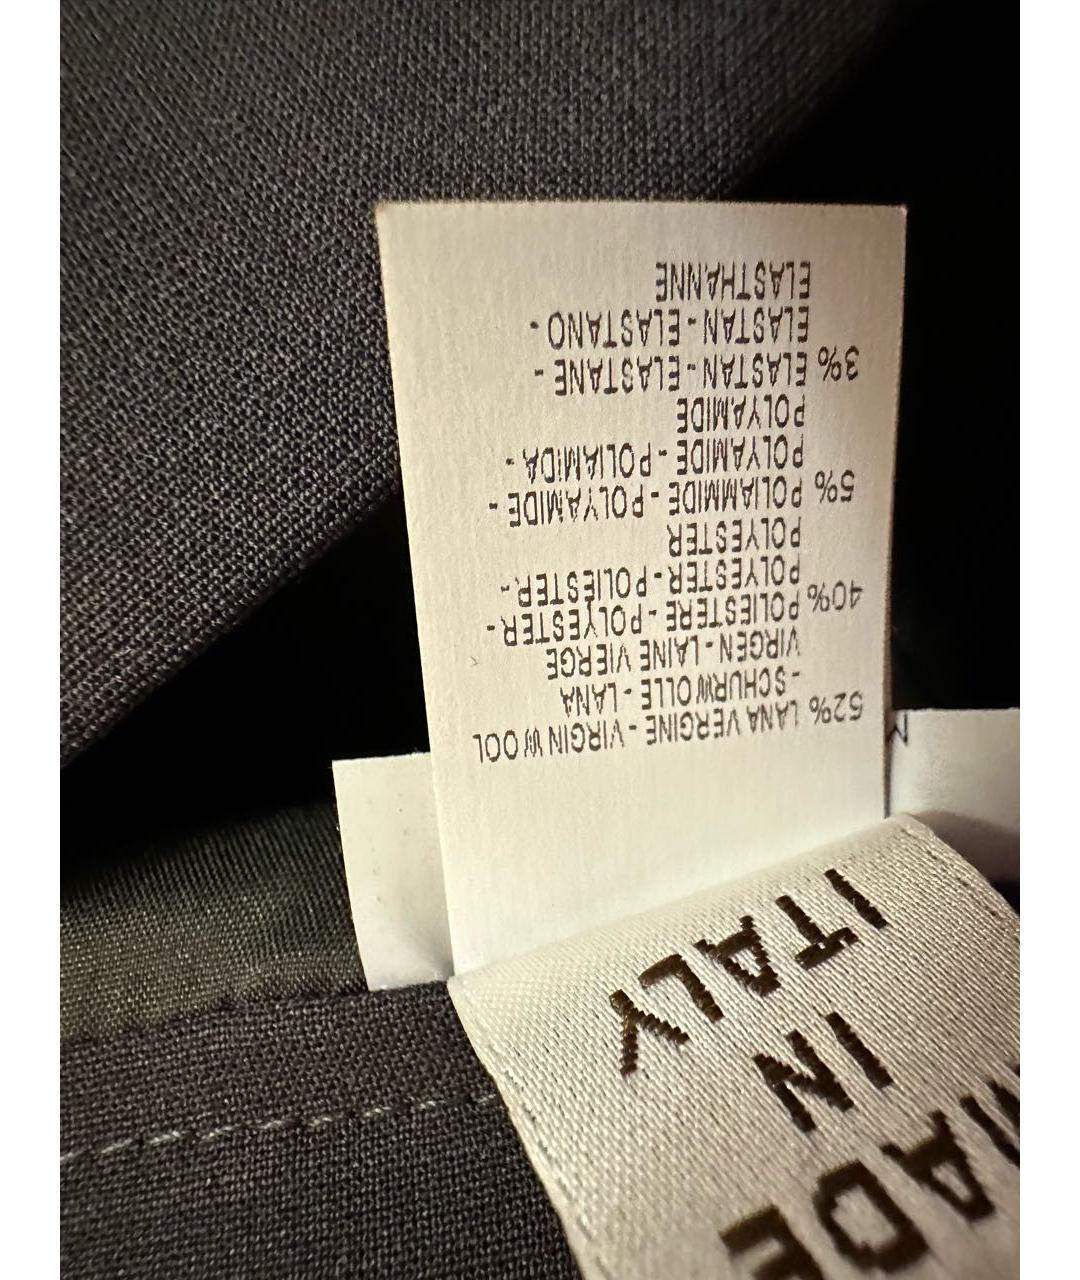 52% LANA VERGINE - VIRGIN WOOL
- SCHURWOLLE - LANA
VIRGEN - LAINE VIERGE
40% POLIESTERE - POLYESTER -
POLYESTER - POLIESTER -
POLYESTER
5% POLIAMMIDE - POLYAMIDE -
POLYAMIDE - POLIAMIDA -
POLYAMIDE
3% ELASTAN - ELASTANE -
ELASTAN - ELASTANO -
ELASTHANNE
MADE
IN
ITALY